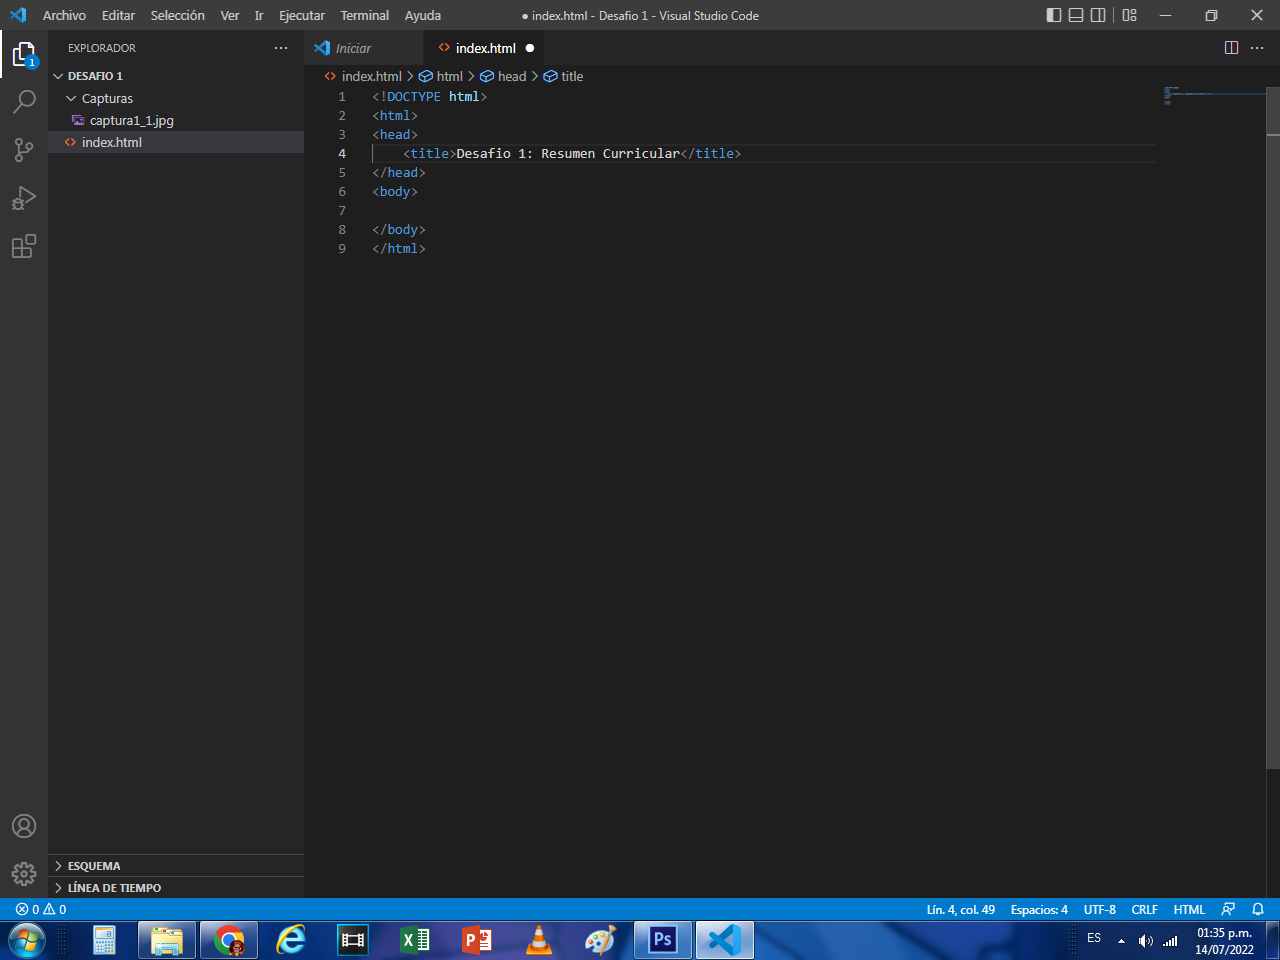 Archivo Editar Selección Ver Ir Ejecutar Terminal Ayuda ● index.html - Desafio 1 - Visual Studio Code
EXPLORADOR ...
DESAFIO 1
Capturas
captura1_1.jpg
index.html
ESQUEMA
LÍNEA DE TIEMPO
1
Iniciar
index.html ●
index.html > html > head > title
1 <!DOCTYPE html>
2 <html>
3 <head>
4     <title>Desafio 1: Resumen Curricular</title>
5 </head>
6 <body>
7
8 </body>
9 </html>
0 0 Lín. 4, col. 49 Espacios: 4 UTF-8 CRLF HTML
Ps ES 01:35 p.m.
14/07/2022